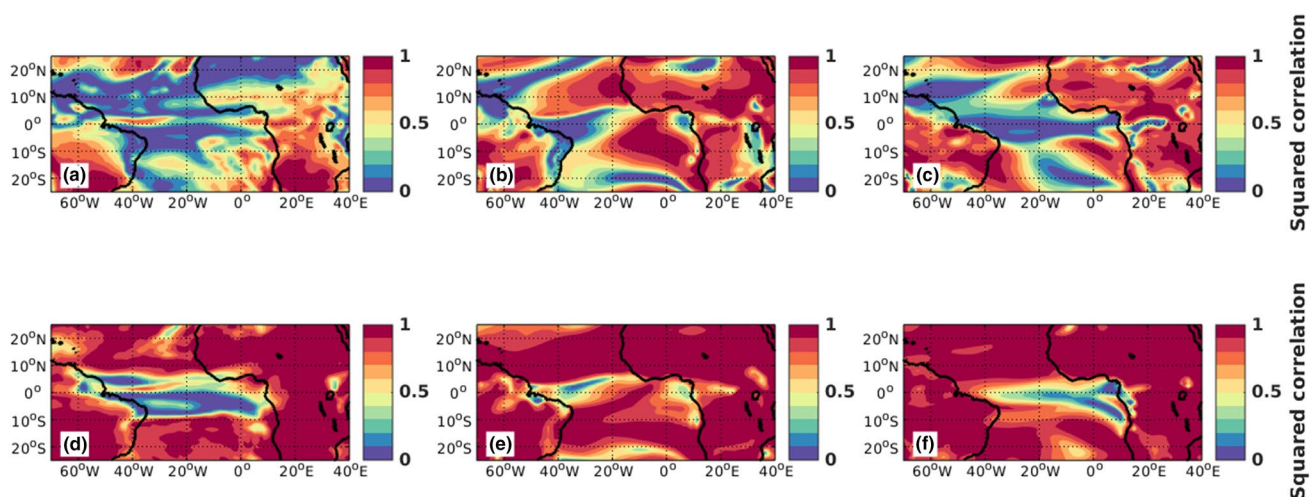 20°N 10°N 0° 10°S 20°S (a) 60°W 40°W 20°W 0° 20°E 40°E 1 0.5 0
20°N 10°N 0° 10°S 20°S (b) 60°W 40°W 20°W 0° 20°E 40°E 1 0.5 0
20°N 10°N 0° 10°S 20°S (c) 60°W 40°W 20°W 0° 20°E 40°E 1 0.5 0
Squared correlation
20°N 10°N 0° 10°S 20°S (d) 60°W 40°W 20°W 0° 20°E 40°E 1 0.5 0
20°N 10°N 0° 10°S 20°S (e) 60°W 40°W 20°W 0° 20°E 40°E 1 0.5 0
20°N 10°N 0° 10°S 20°S (f) 60°W 40°W 20°W 0° 20°E 40°E 1 0.5 0
Squared correlation